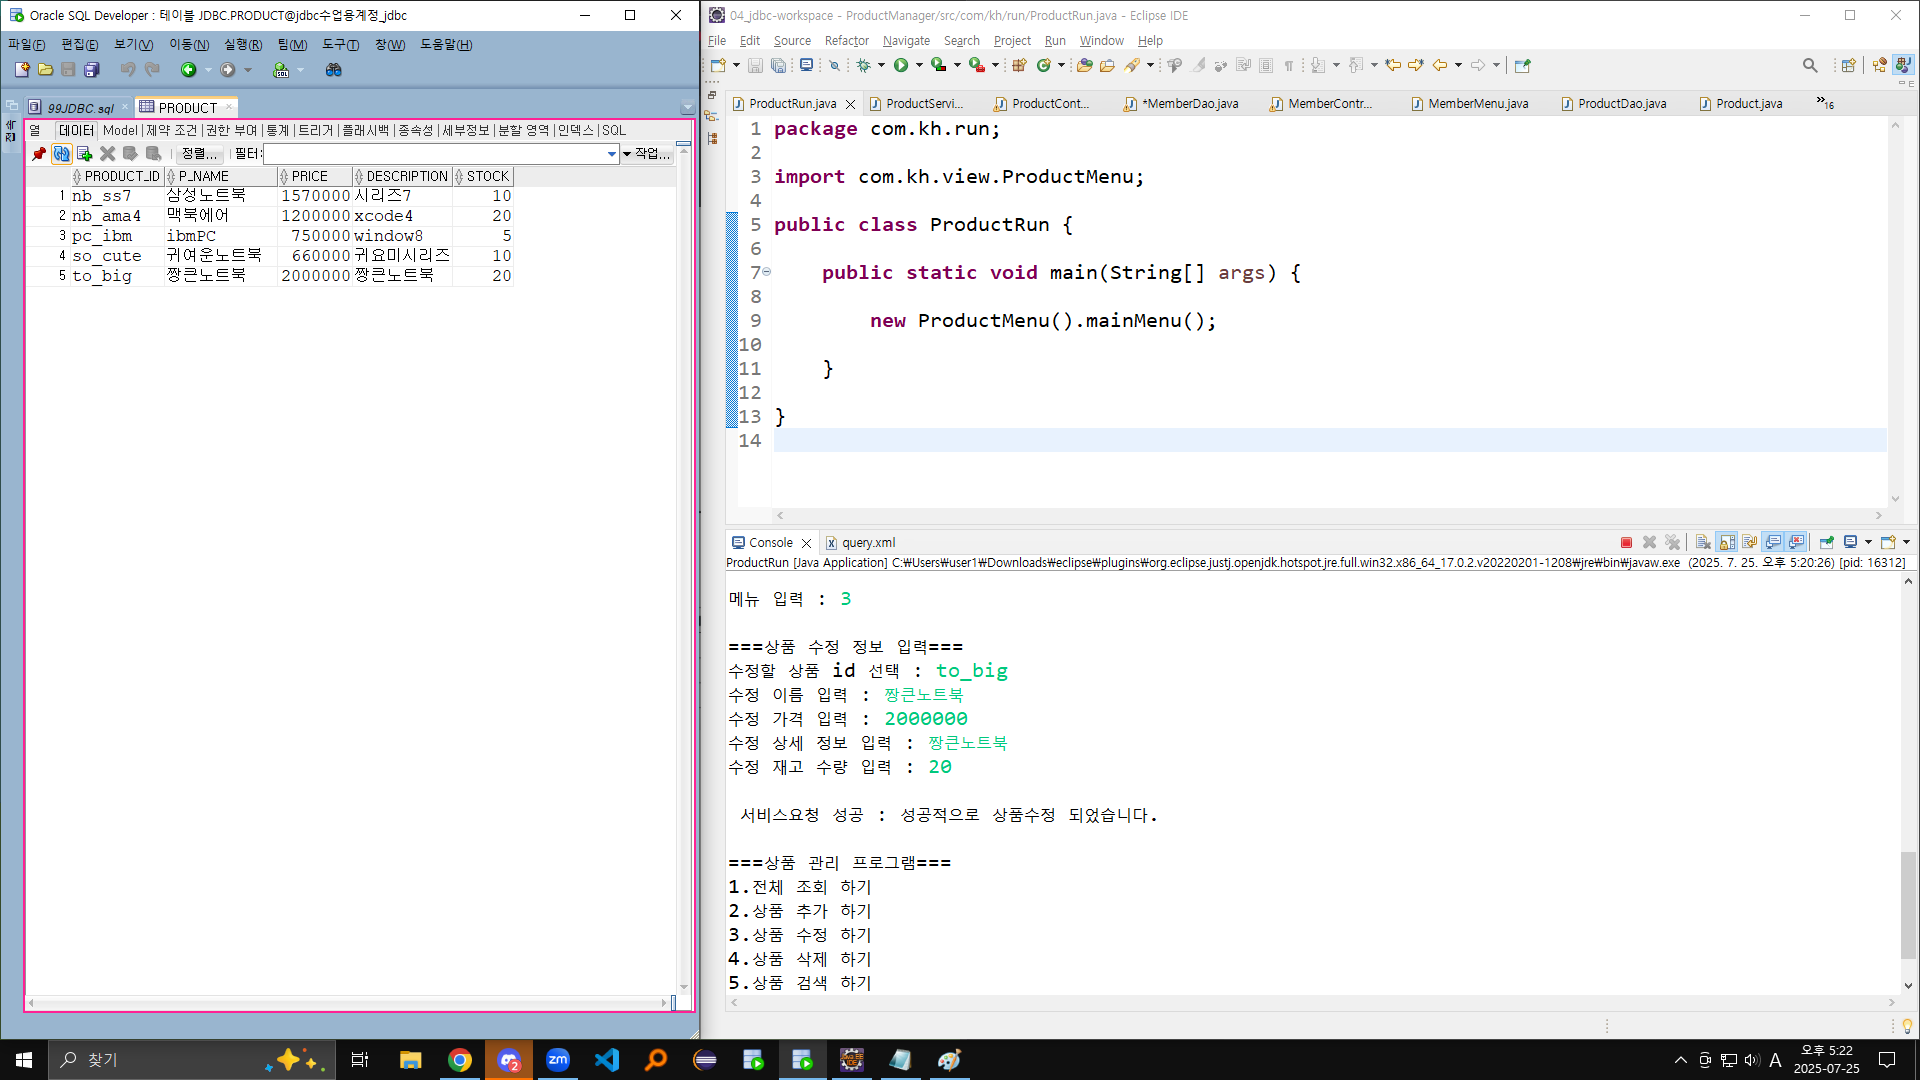 Oracle SQL Developer : 테이블 JDBC.PRODUCT@jdbc수업용계정_jdbc
파일(F) 편집(E) 보기(V) 이동(N) 실행(R) 팀(M) 도구(T) 창(W) 도움말(H)
99JDBC.sql PRODUCT
열 데이터 Model 제약 조건 권한 부여 통계 트리거 플래시백 종속성 세부정보 분할 영역 인덱스 SQL
정렬... 필터: 작업...
PRODUCT_ID P_NAME PRICE DESCRIPTION STOCK
1 nb_ss7 삼성노트북 1570000 시리즈7 10
2 nb_ama4 맥북에어 1200000 xcode4 20
3 pc_ibm ibmPC 750000 window8 5
4 so_cute 귀여운노트북 660000 귀요미시리즈 10
5 to_big 짱큰노트북 2000000 짱큰노트북 20
04_jdbc-workspace - ProductManager/src/com/kh/run/ProductRun.java - Eclipse IDE
File Edit Source Refactor Navigate Search Project Run Window Help
ProductRun.java ProductServi... ProductCont... *MemberDao.java MemberContr... MemberMenu.java ProductDao.java Product.java 16
1 package com.kh.run;
2
3 import com.kh.view.ProductMenu;
4
5 public class ProductRun {
6
7 public static void main(String[] args) {
8
9 new ProductMenu().mainMenu();
10
11 }
12
13 }
14
Console query.xml
ProductRun [Java Application] C:₩Users₩user1₩Downloads₩eclipse₩plugins₩org.eclipse.justj.openjdk.hotspot.jre.full.win32.x86_64_17.0.2.v20220201-1208₩jre₩bin₩javaw.exe (2025. 7. 25. 오후 5:20:26) [pid: 16312]
메뉴 입력 : 3
===상품 수정 정보 입력===
수정할 상품 id 선택 : to_big
수정 이름 입력 : 짱큰노트북
수정 가격 입력 : 2000000
수정 상세 정보 입력 : 짱큰노트북
수정 재고 수량 입력 : 20
서비스요청 성공 : 성공적으로 상품수정 되었습니다.
===상품 관리 프로그램===
1.전체 조회 하기
2.상품 추가 하기
3.상품 수정 하기
4.상품 삭제 하기
5.상품 검색 하기
찾기
zm
2
A
오후 5:22
2025-07-25